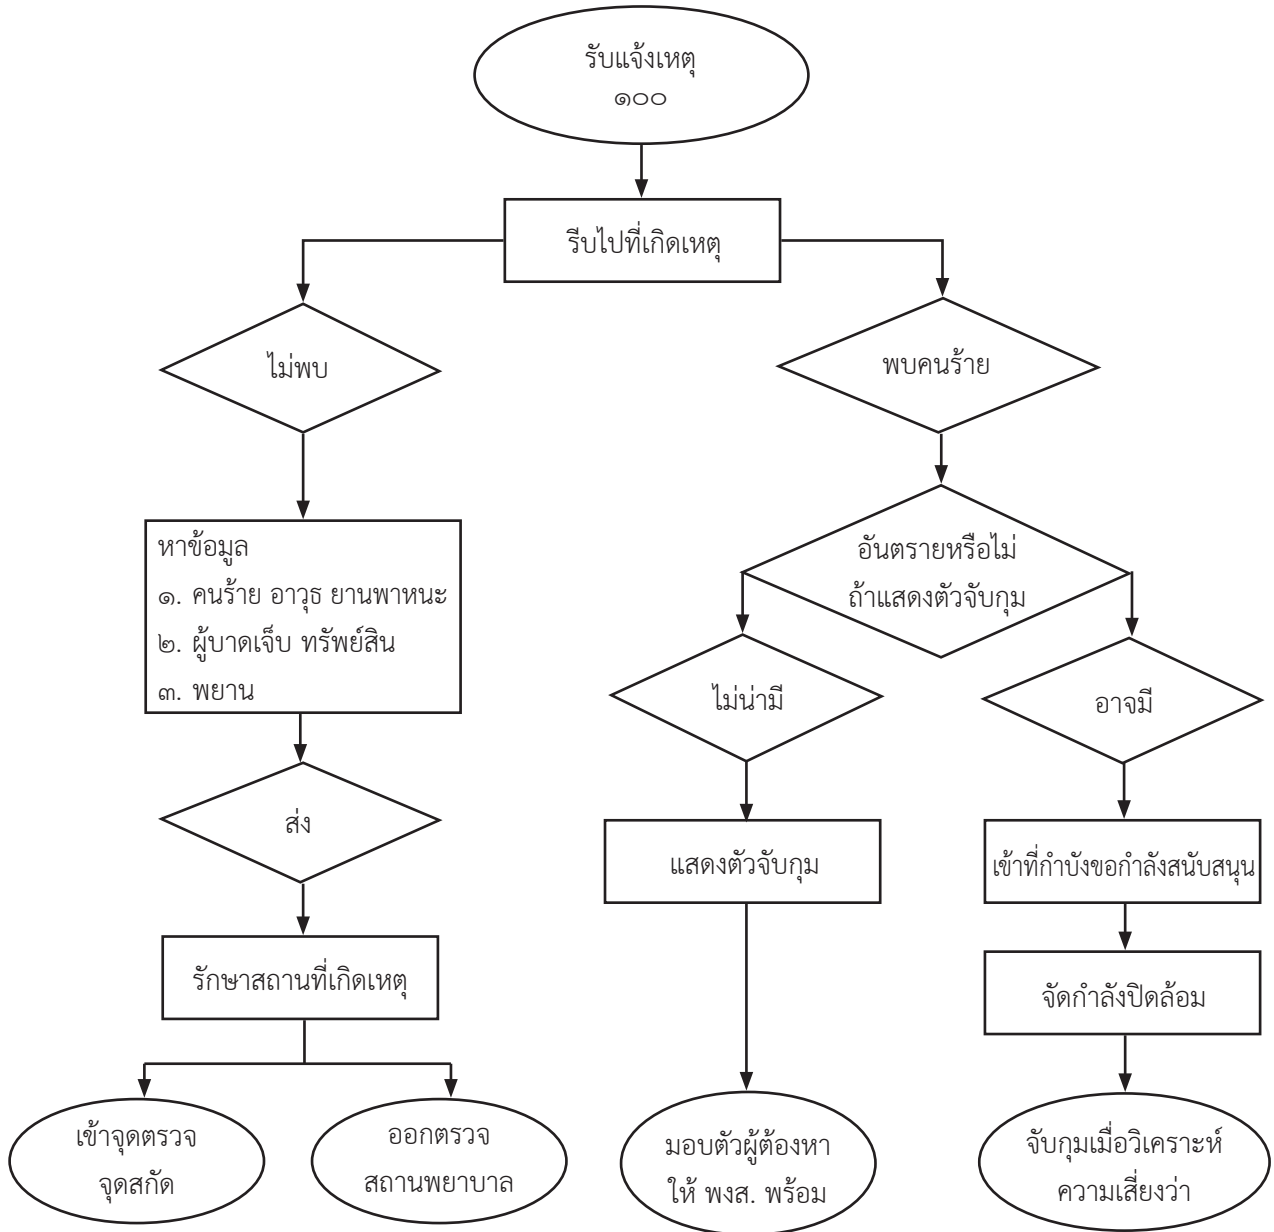 รับแจ้งเหตุ
๑๐๐
รีบไปที่เกิดเหตุ
ไม่พบ
พบคนร้าย
หาข้อมูล
๑. คนร้าย อาวุธ ยานพาหนะ
๒. ผู้บาดเจ็บ ทรัพย์สิน
๓. พยาน
อันตรายหรือไม่
ถ้าแสดงตัวจับกุม
ไม่น่ามี
อาจมี
ส่ง
แสดงตัวจับกุม
เข้าที่กำบังขอกำลังสนับสนุน
รักษาสถานที่เกิดเหตุ
จัดกำลังปิดล้อม
เข้าจุดตรวจ
จุดสกัด
ออกตรวจ
สถานพยาบาล
มอบตัวผู้ต้องหา
ให้ พงส. พร้อม
จับกุมเมื่อวิเคราะห์
ความเสี่ยงว่า